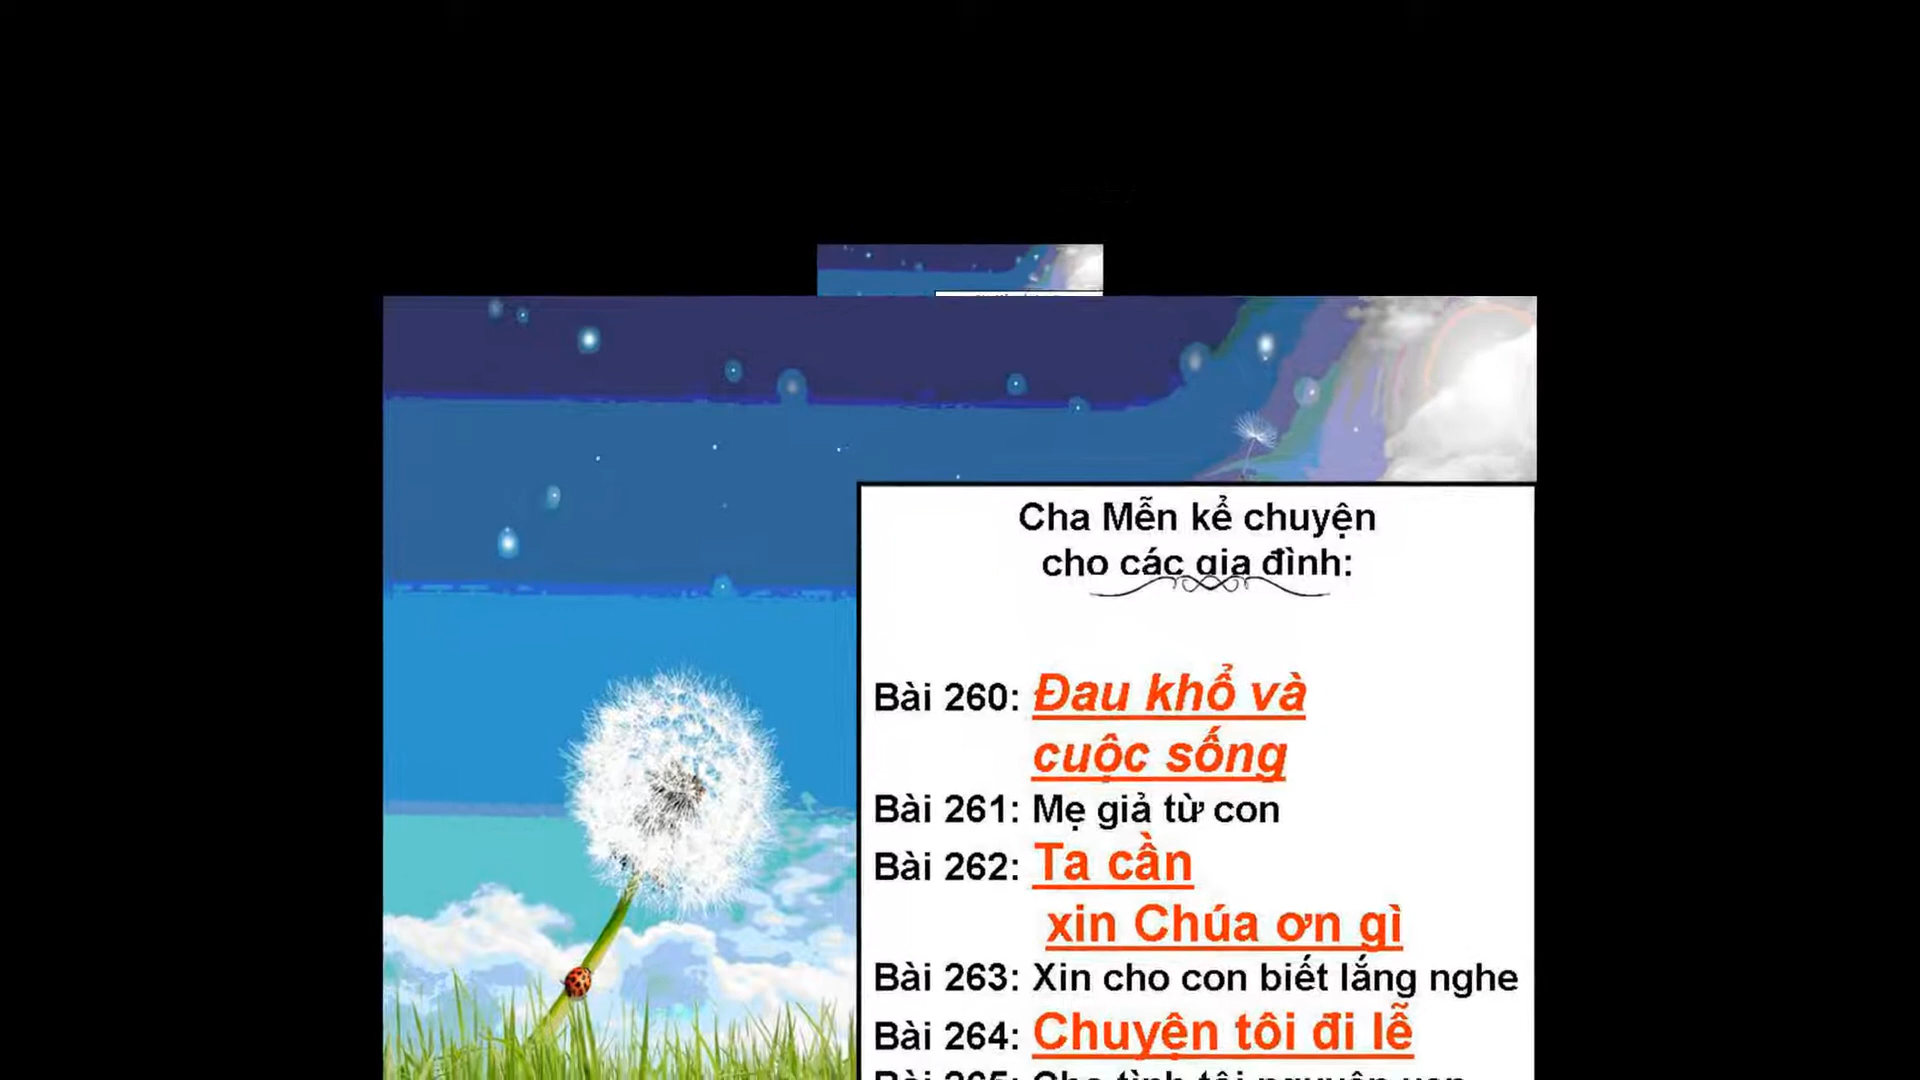 Cha Mễn kể chuyện
cho các gia đình:
Bài 260: Đau khổ và
cuộc sống
Bài 261: Mẹ giả từ con
Bài 262: Ta cần
xin Chúa ơn gì
Bài 263: Xin cho con biết lắng nghe
Bài 264: Chuyện tôi đi lễ